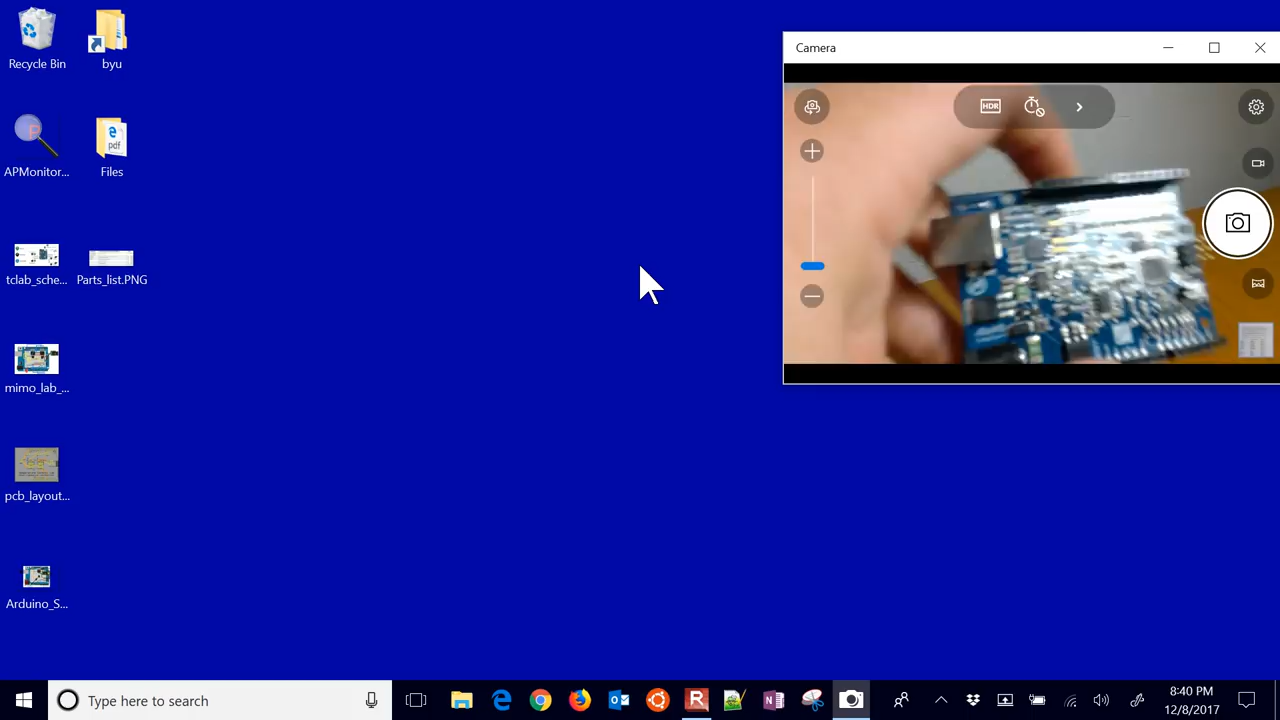 Recycle Bin
byu
APMonitor...
Files
pdf
tclab_sche...
Parts_list.PNG
mimo_lab_...
pcb_layout...
Arduino_S...
Camera
HDR
Type here to search
8:40 PM
12/8/2017